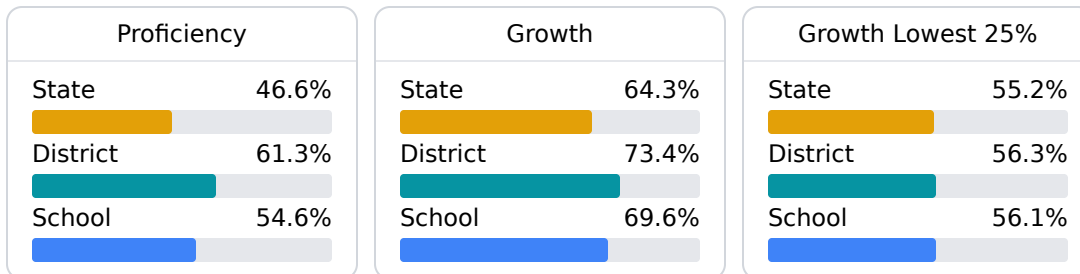 Proficiency
State 46.6%
District 61.3%
School 54.6%
Growth
State 64.3%
District 73.4%
School 69.6%
Growth Lowest 25%
State 55.2%
District 56.3%
School 56.1%